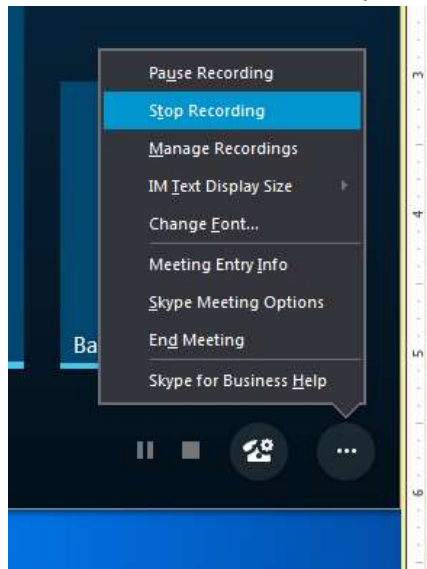 Pause Recording
Stop Recording
Manage Recordings
IM Text Display Size
Change Font...
Meeting Entry Info
Skype Meeting Options
End Meeting
Skype for Business Help
Ba
3
4
5
6